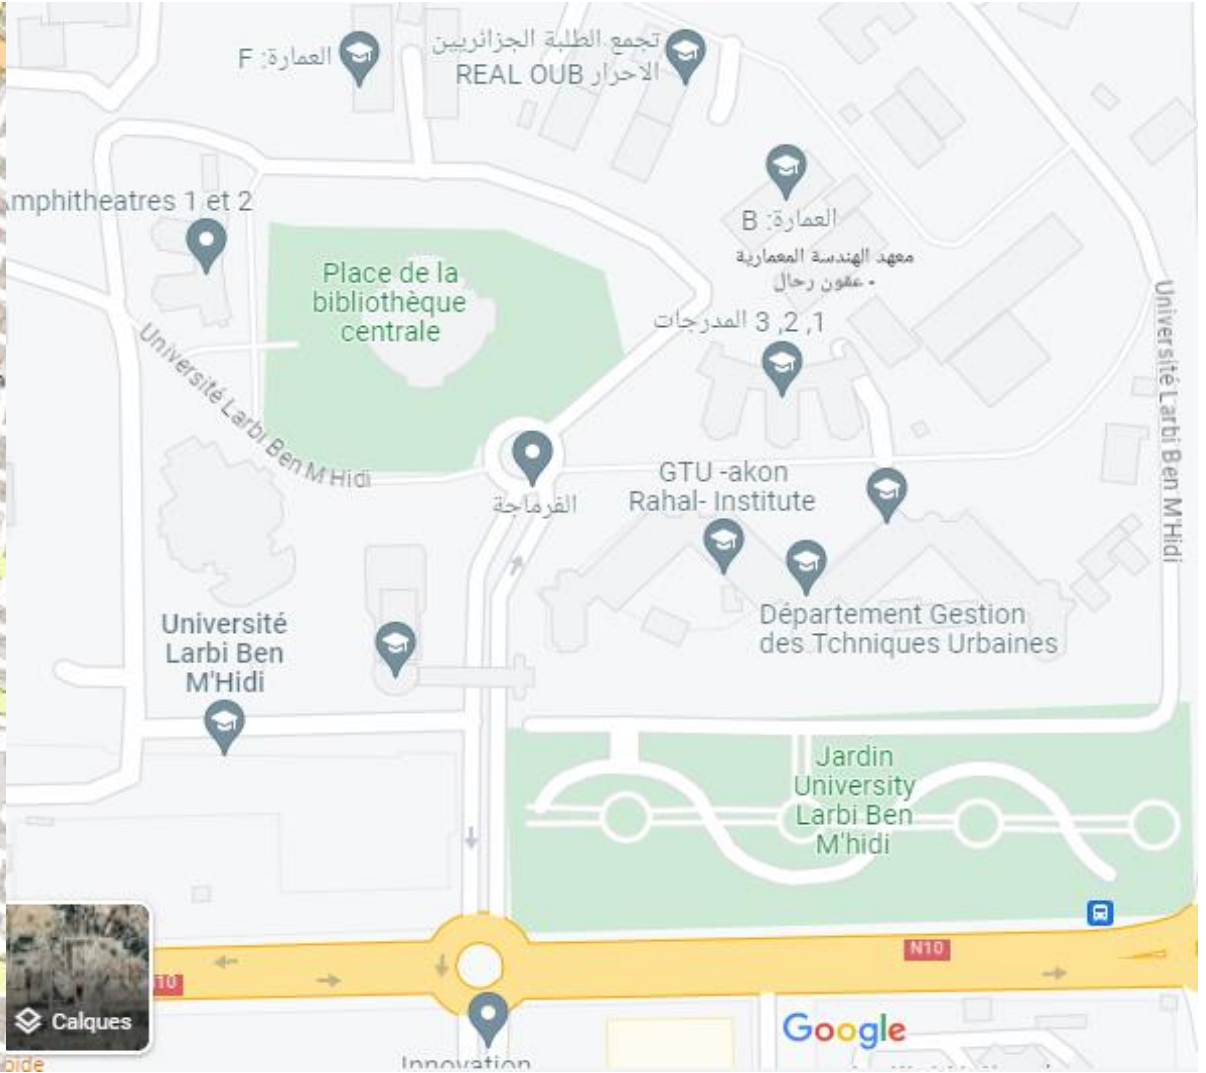 العمارة: F
تجمع الطلبة الجزائريين
الاحرار REAL OUB
mphitheatres 1 et 2
العمارة: B
معهد الهندسة المعمارية
- عقون رحال
Place de la
bibliothèque
centrale
1, 2, 3 المدرجات
Université Larbi Ben M'Hidi
Université Larbi Ben M'Hidi
GTU -akon
Rahal- Institute
القرماجة
Département Gestion
des Tchniques Urbaines
Université
Larbi Ben
M'Hidi
Jardin
University
Larbi Ben
M'hidi
N10
10
Calques
Google
Innovation